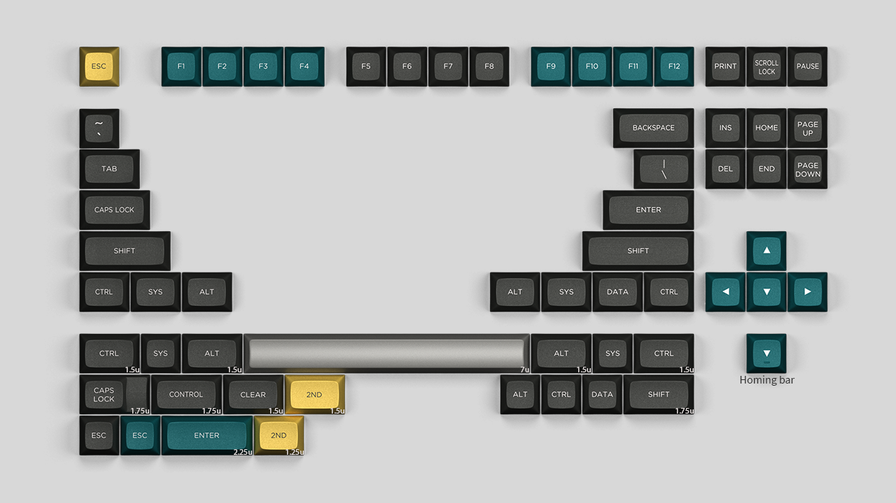 ESC F1 F2 F3 F4 F5 F6 F7 F8 F9 F10 F11 F12 PRINT SCROLL LOCK PAUSE
~ ` BACKSPACE INS HOME PAGE UP
TAB | \ DEL END PAGE DOWN
CAPS LOCK ENTER
SHIFT SHIFT
CTRL SYS ALT ALT SYS DATA CTRL
CTRL 1.5u SYS ALT 1.5u 7u ALT 1.5u SYS CTRL 1.5u
Homing bar
CAPS LOCK 1.75u CONTROL 1.75u CLEAR 1.5u 2ND 1.5u ALT CTRL DATA SHIFT 1.75u
ESC ESC ENTER 2.25u 2ND 1.25u